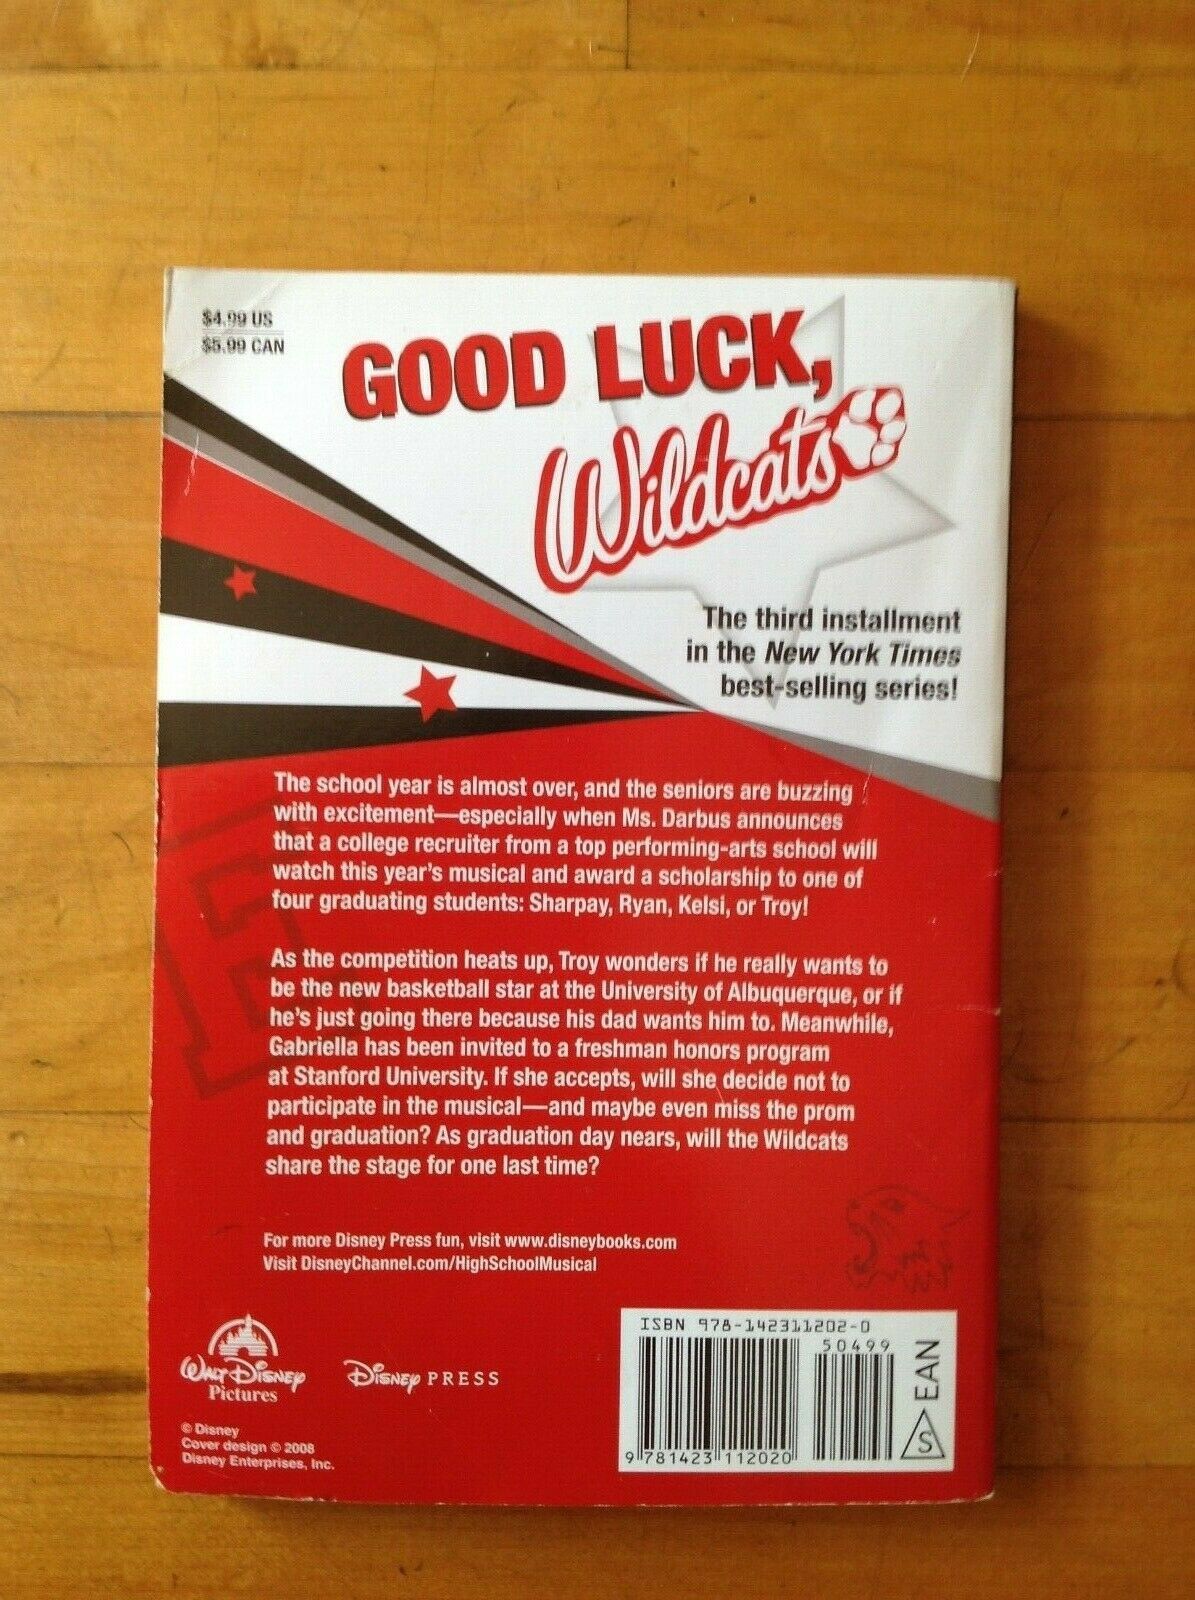 $4.99 US
$5.99 CAN
GOOD LUCK,
Wildcats
The third installment
in the New York Times
best-selling series!
The school year is almost over, and the seniors are buzzing
with excitement—especially when Ms. Darbus announces
that a college recruiter from a top performing-arts school will
watch this year's musical and award a scholarship to one of
four graduating students: Sharpay, Ryan, Kelsi, or Troy!
As the competition heats up, Troy wonders if he really wants to
be the new basketball star at the University of Albuquerque, or if
he's just going there because his dad wants him to. Meanwhile,
Gabriella has been invited to a freshman honors program
at Stanford University. If she accepts, will she decide not to
participate in the musical—and maybe even miss the prom
and graduation? As graduation day nears, will the Wildcats
share the stage for one last time?
For more Disney Press fun, visit www.disneybooks.com
Visit DisneyChannel.com/HighSchoolMusical
WALT DISNEY
Pictures
DISNEY PRESS
© Disney
Cover design © 2008
Disney Enterprises, Inc.
ISBN 978-142311202-0
50499
9 781423 112020
S EAN
E